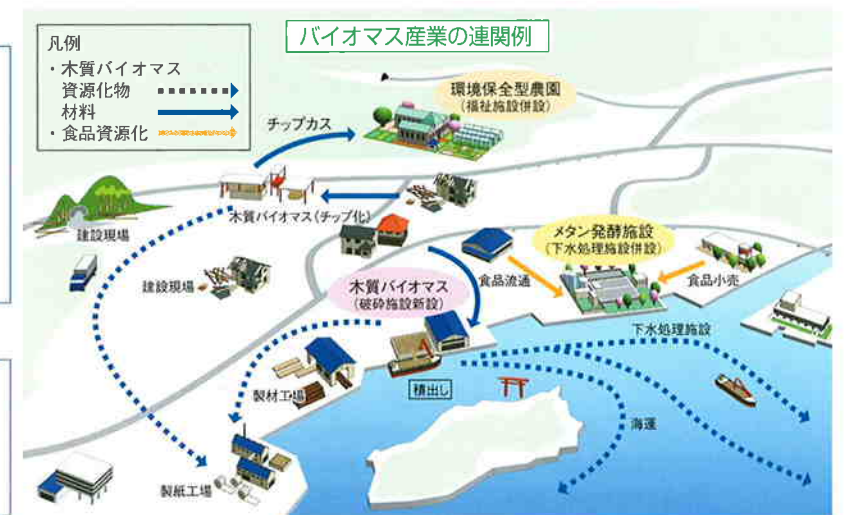 バイオマス産業の連関例
凡例
・木質バイオマス
資源化物
材料
・食品資源化
環境保全型農園
(福祉施設併設)
チップカス
木質バイオマス(チップ化)
建設現場
建設現場
メタン発酵施設
(下水処理施設併設)
食品流通
食品小売
木質バイオマス
(破砕施設新設)
下水処理施設
製材工場
積出し
海運
製紙工場